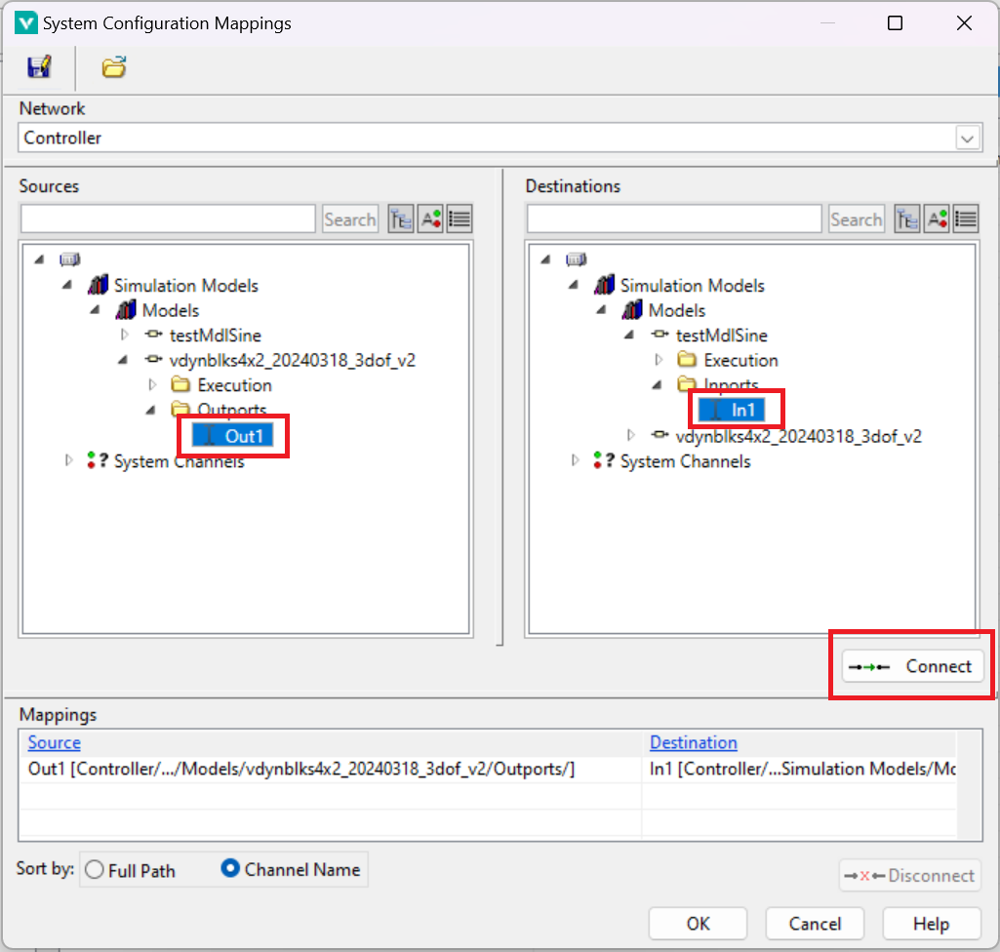 System Configuration Mappings
Network
Controller
Sources
Search
Simulation Models
Models
testMdlSine
vdynblks4x2_20240318_3dof_v2
Execution
Outports
Out1
System Channels
Destinations
Search
Simulation Models
Models
testMdlSine
Execution
Inports
In1
vdynblks4x2_20240318_3dof_v2
System Channels
Connect
Mappings
Source Destination
Out1 [Controller/.../Models/vdynblks4x2_20240318_3dof_v2/Outports/] In1 [Controller/...Simulation Models/Mo
Sort by: Full Path Channel Name
Disconnect
OK Cancel Help